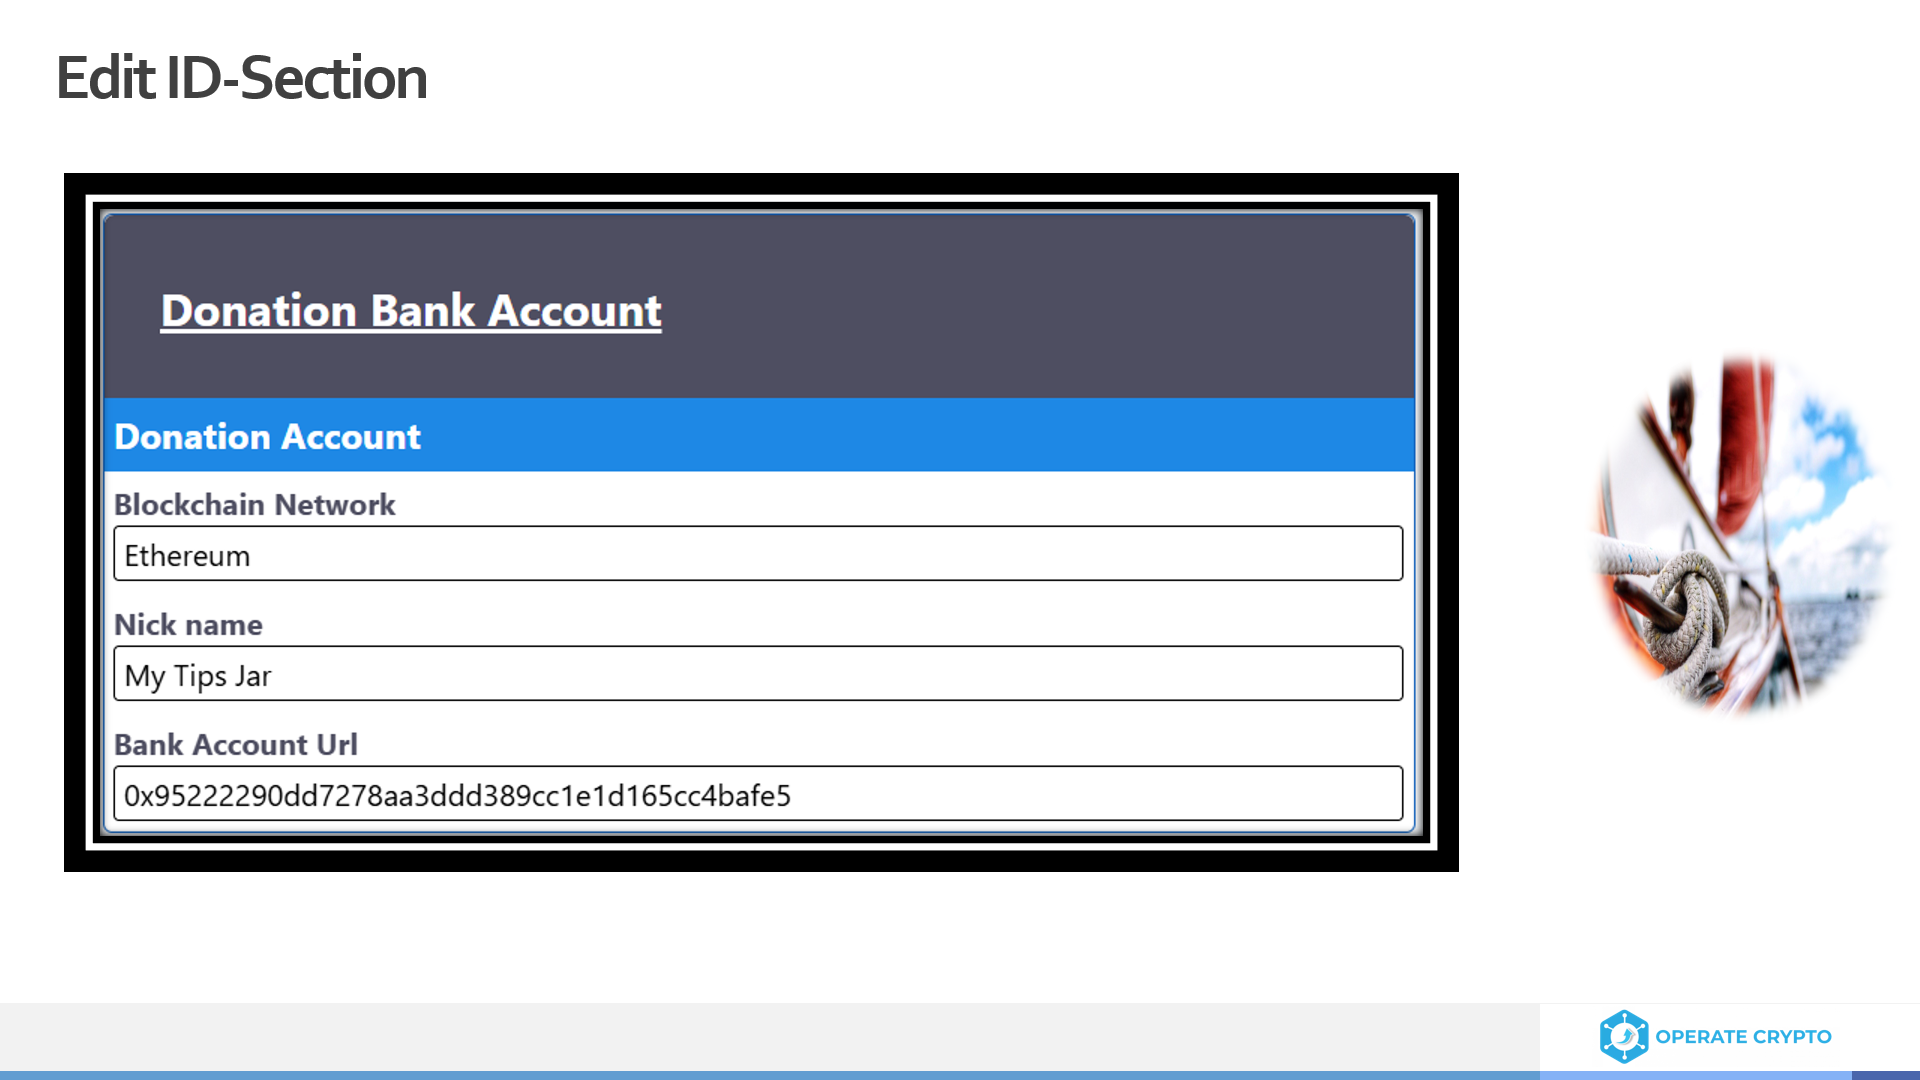 Edit ID-Section
Donation Bank Account
Donation Account
Blockchain Network
Ethereum
Nick name
My Tips Jar
Bank Account Url
0x95222290dd7278aa3ddd389cc1e1d165cc4bafe5
OPERATE CRYPTO